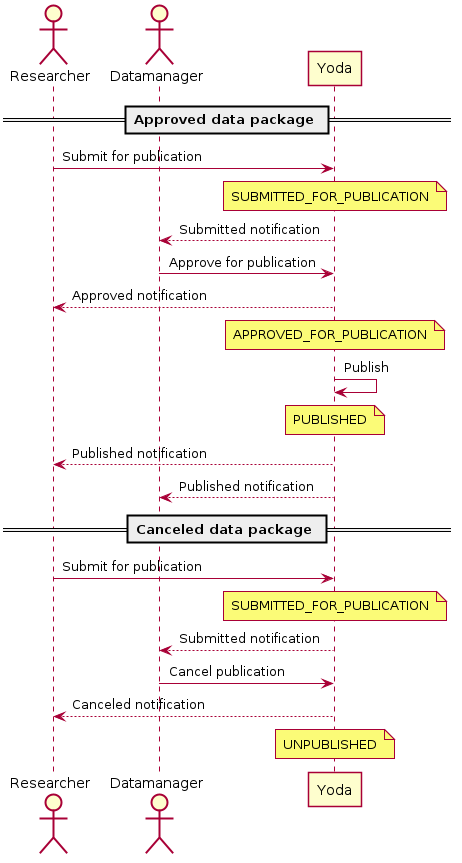 Researcher
Datamanager
Yoda
Approved data package
Submit for publication
SUBMITTED_FOR_PUBLICATION
Submitted notification
Approve for publication
Approved notification
APPROVED_FOR_PUBLICATION
Publish
PUBLISHED
Published notification
Published notification
Canceled data package
Submit for publication
SUBMITTED_FOR_PUBLICATION
Submitted notification
Cancel publication
Canceled notification
UNPUBLISHED
Researcher
Datamanager
Yoda